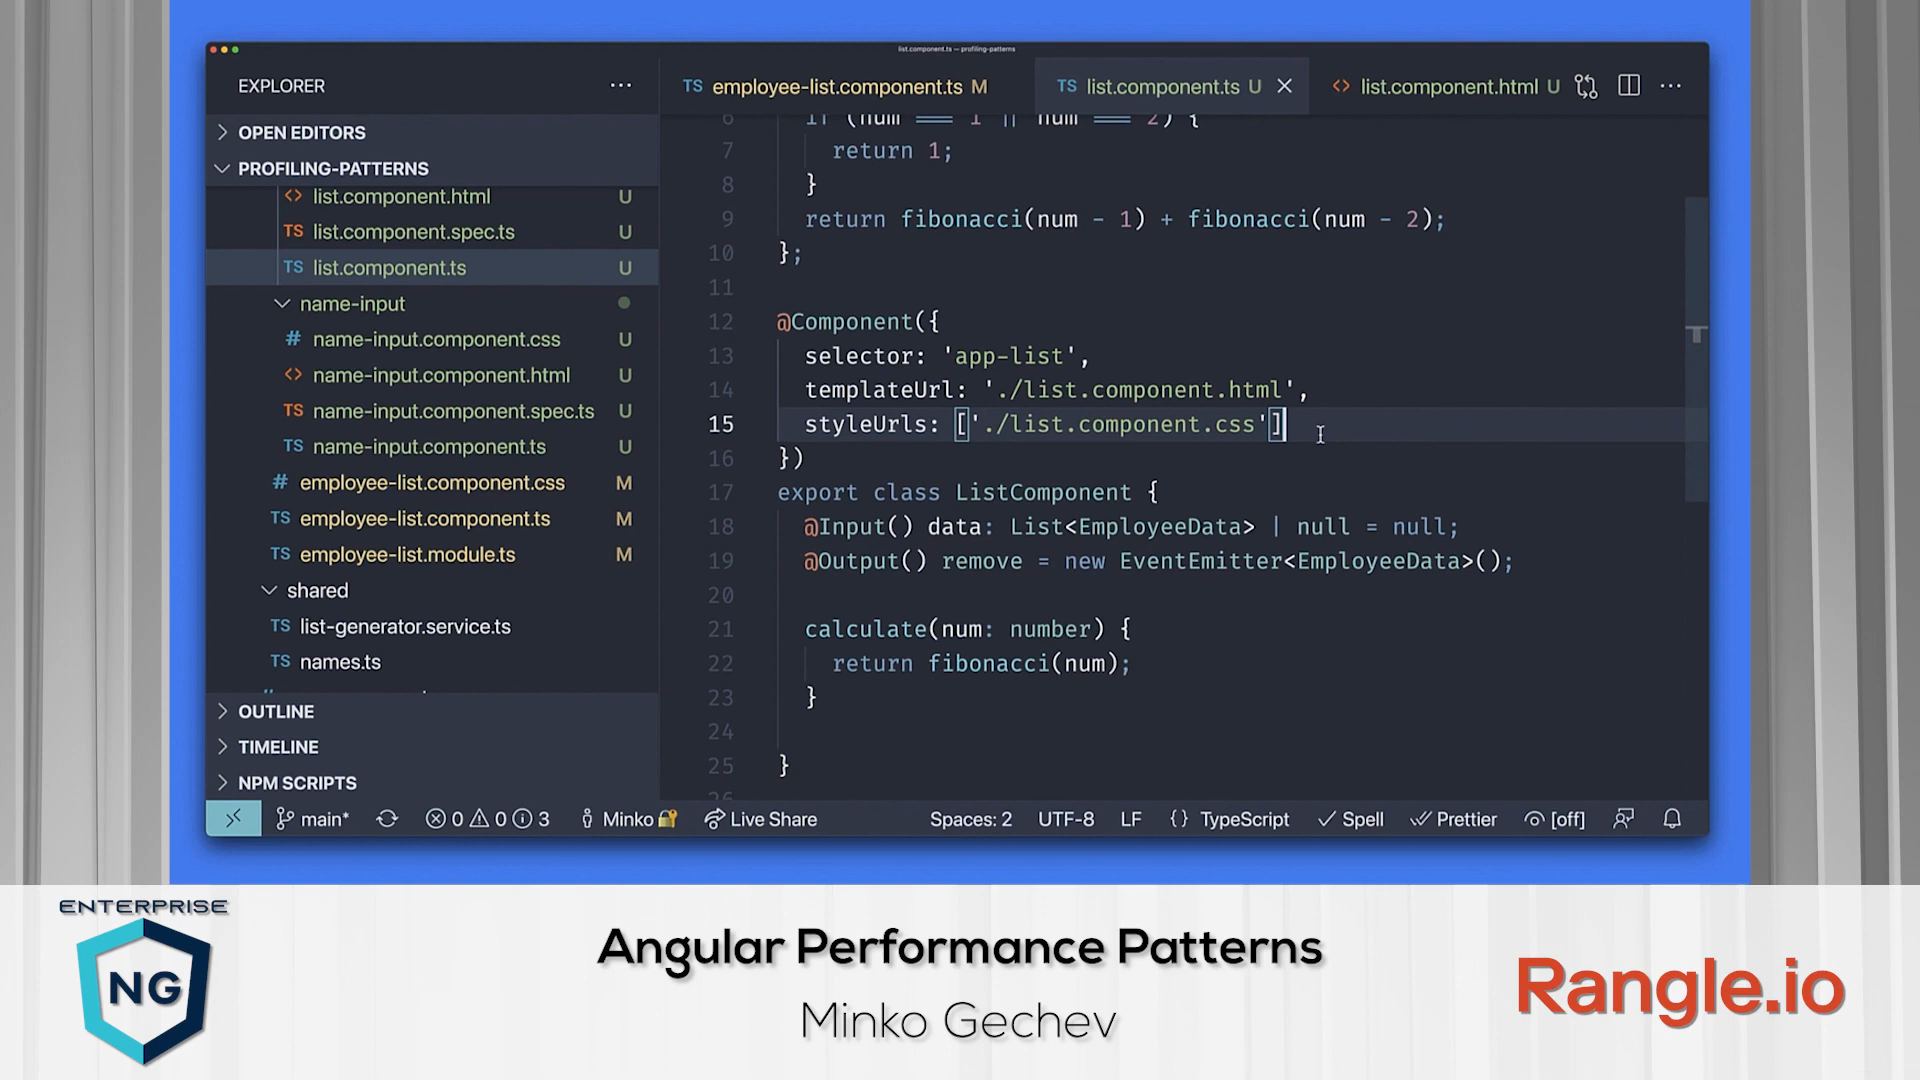 list.component.ts — profiling-patterns
EXPLORER
TS employee-list.component.ts M
TS list.component.ts U
<> list.component.html U
OPEN EDITORS
PROFILING-PATTERNS
<> list.component.html U
TS list.component.spec.ts U
TS list.component.ts U
name-input
# name-input.component.css U
<> name-input.component.html U
TS name-input.component.spec.ts U
TS name-input.component.ts U
# employee-list.component.css M
TS employee-list.component.ts M
TS employee-list.module.ts M
shared
TS list-generator.service.ts
TS names.ts
OUTLINE
TIMELINE
NPM SCRIPTS
6 if (num === 1 || num === 2) {
7 return 1;
8 }
9 return fibonacci(num - 1) + fibonacci(num - 2);
10 };
11
12 @Component({
13 selector: 'app-list',
14 templateUrl: './list.component.html',
15 styleUrls: ['./list.component.css']
16 })
17 export class ListComponent {
18 @Input() data: List<EmployeeData> | null = null;
19 @Output() remove = new EventEmitter<EmployeeData>();
20
21 calculate(num: number) {
22 return fibonacci(num);
23 }
24
25 }
26
main* 0 0 3 Minko Live Share Spaces: 2 UTF-8 LF {} TypeScript Spell Prettier [off]
ENTERPRISE
NG
Angular Performance Patterns
Minko Gechev
Rangle.io